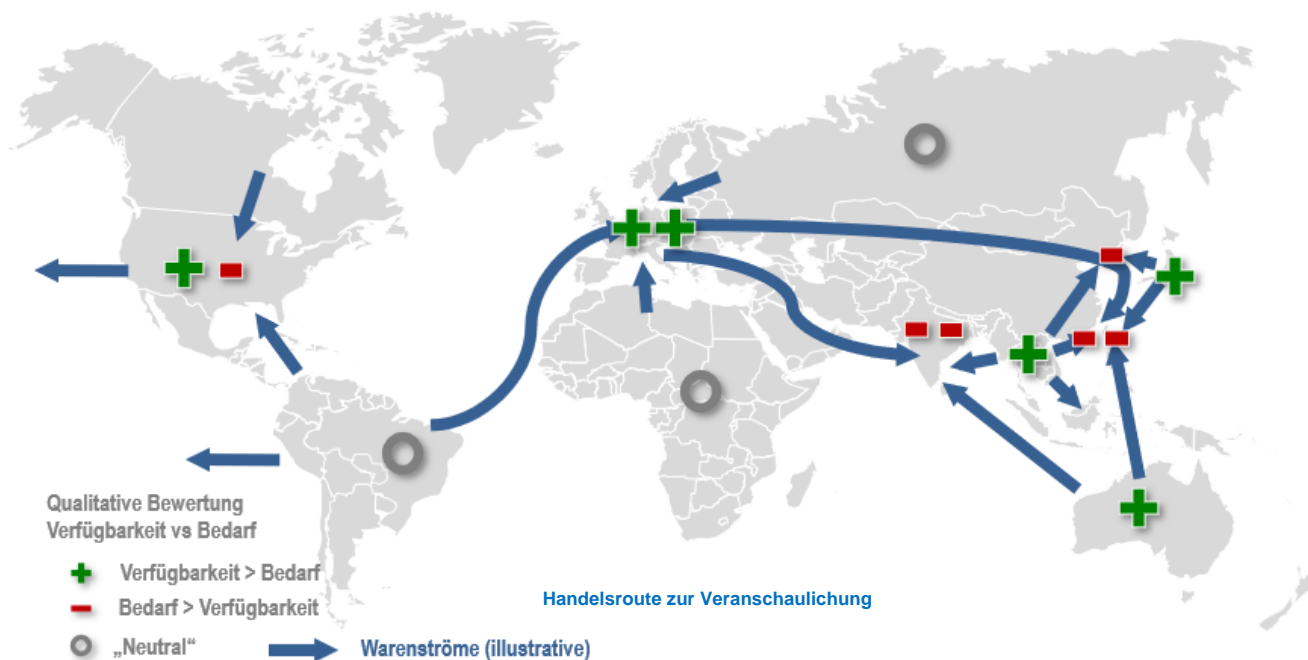 Qualitative Bewertung
Verfügbarkeit vs Bedarf
Verfügbarkeit > Bedarf
Bedarf > Verfügbarkeit
„Neutral“
Warenströme (illustrative)
Handelsroute zur Veranschaulichung